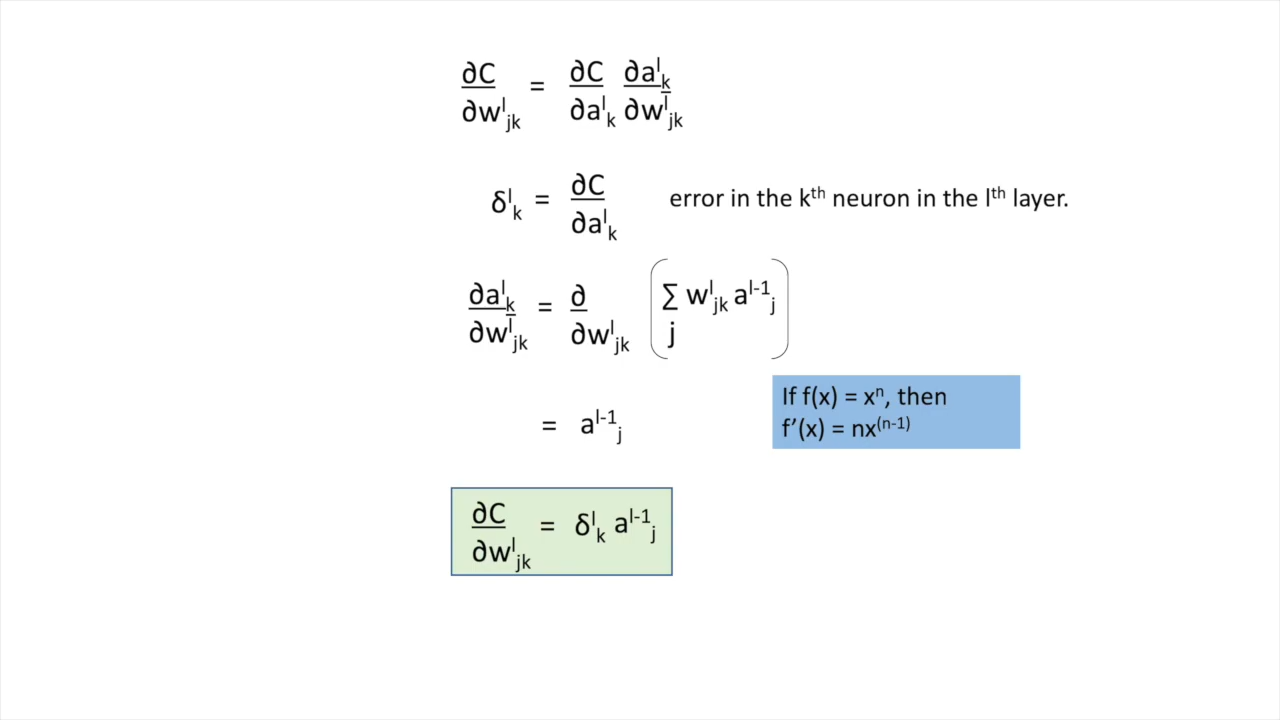 ∂C/∂wˡⱼₖ = ∂C/∂aˡₖ ∂aˡₖ/∂wˡⱼₖ
δˡₖ = ∂C/∂aˡₖ error in the kᵗʰ neuron in the lᵗʰ layer.
∂aˡₖ/∂wˡⱼₖ = ∂/∂wˡⱼₖ (∑j wˡⱼₖ aˡ⁻¹ⱼ)
= aˡ⁻¹ⱼ
If f(x) = xⁿ, then
f’(x) = nx⁽ⁿ⁻¹⁾
∂C/∂wˡⱼₖ = δˡₖ aˡ⁻¹ⱼ